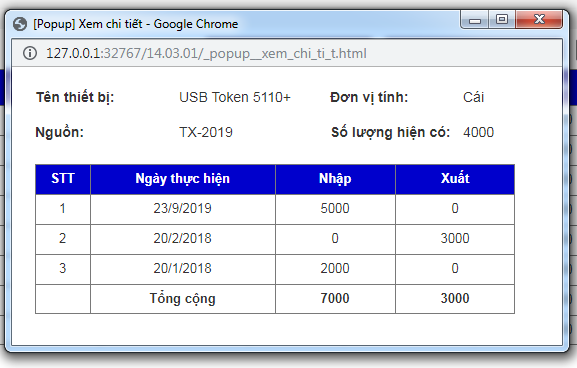 [Popup] Xem chi tiết - Google Chrome
127.0.0.1:32767/14.03.01/_popup__xem_chi_ti_t.html
Tên thiết bị: USB Token 5110+ Đơn vị tính: Cái
Nguồn: TX-2019 Số lượng hiện có: 4000
STT Ngày thực hiện Nhập Xuất
1 23/9/2019 5000 0
2 20/2/2018 0 3000
3 20/1/2018 2000 0
Tổng cộng 7000 3000